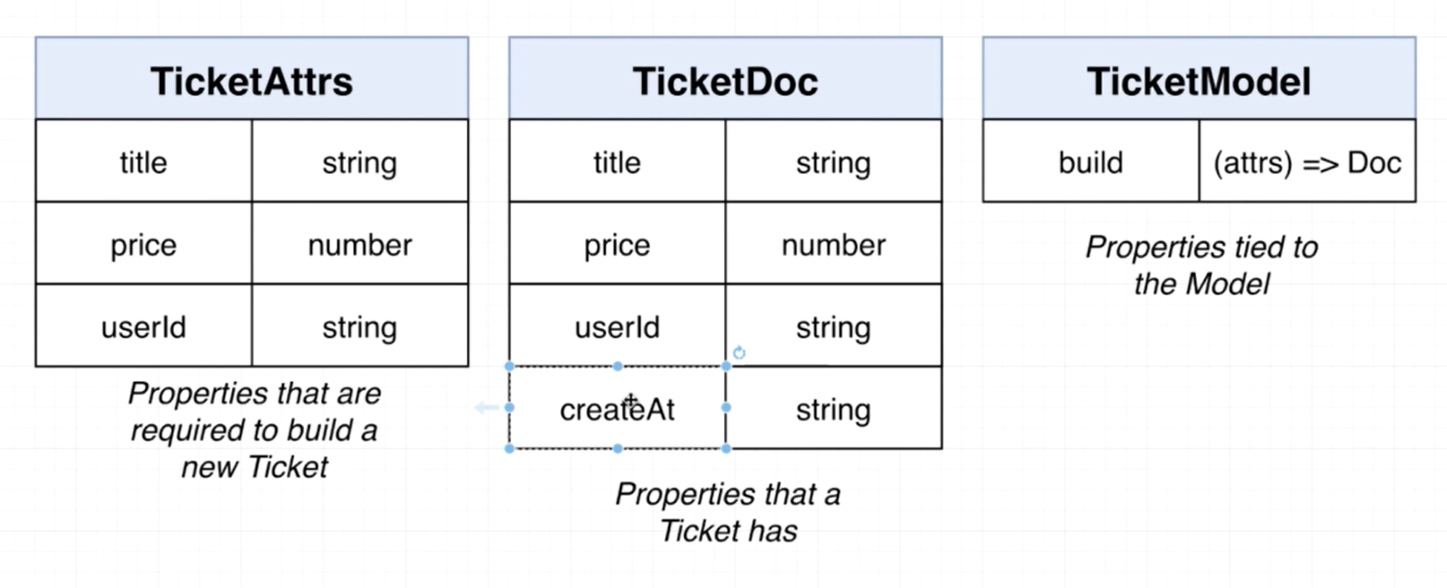 TicketAttrs
title string
price number
userId string
Properties that are
required to build a
new Ticket
TicketDoc
title string
price number
userId string
createAt string
Properties that a
Ticket has
TicketModel
build (attrs) => Doc
Properties tied to
the Model